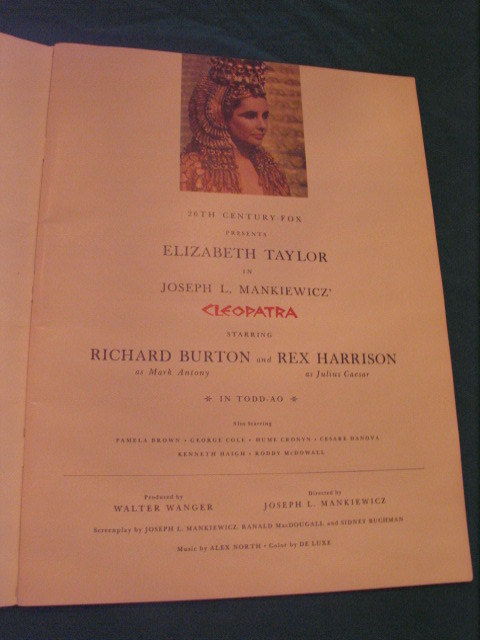 20TH CENTURY-FOX
PRESENTS
ELIZABETH TAYLOR
IN
JOSEPH L. MANKIEWICZ'
CLEOPATRA
STARRING
RICHARD BURTON and REX HARRISON
as Mark Antony as Julius Caesar
IN TODD-AO
Also Starring
PAMELA BROWN • GEORGE COLE • HUME CRONYN • CESARE DANOVA
KENNETH HAIGH • RODDY McDOWALL
Produced by Directed by
WALTER WANGER JOSEPH L. MANKIEWICZ
Screenplay by JOSEPH L. MANKIEWICZ, RANALD MacDOUGALL and SIDNEY BUCHMAN
Music by ALEX NORTH • Color by DE LUXE